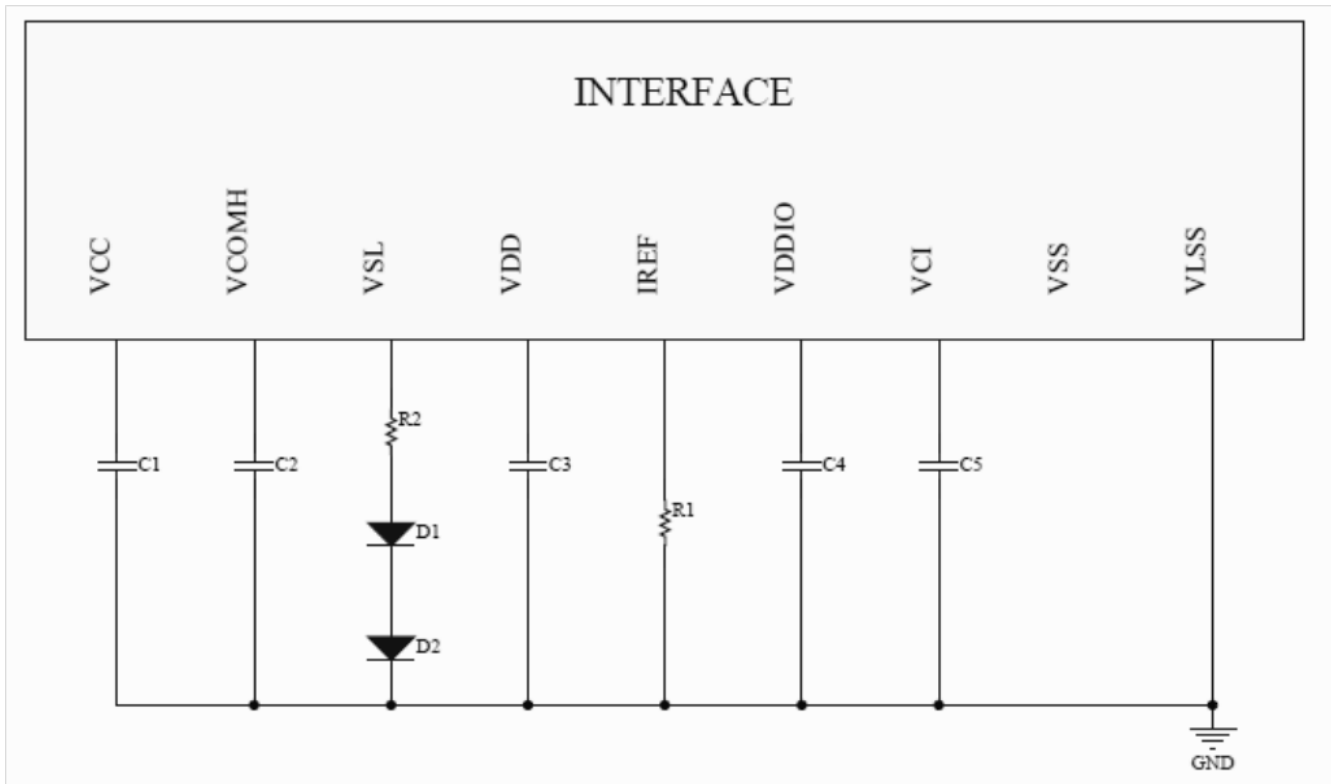 INTERFACE
VCC
VCOMH
VSL
VDD
IREF
VDDIO
VCI
VSS
VLSS
R2
C1
C2
C3
C4
C5
R1
D1
D2
GND